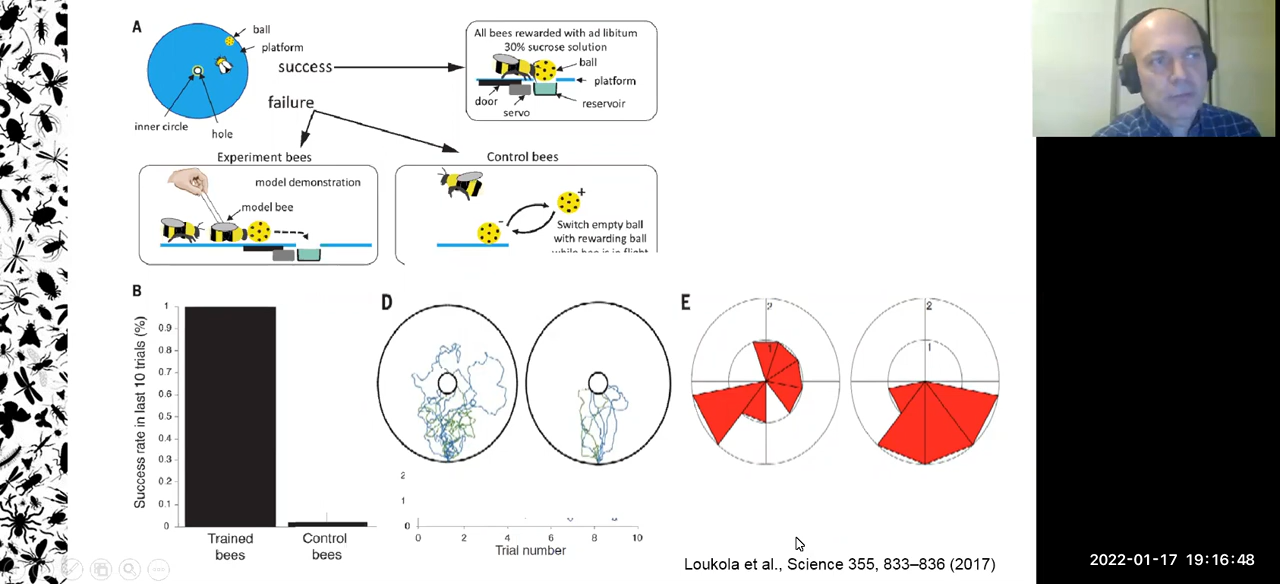 A
ball
platform
success
failure
inner circle
hole
All bees rewarded with ad libitum
30% sucrose solution
ball
platform
door
servo
reservoir
Experiment bees
model demonstration
model bee
Control bees
+
-
Switch empty ball
with rewarding ball
while bee is in flight
B
Success rate in last 10 trials (%)
1
0.9
0.8
0.7
0.6
0.5
0.4
0.3
0.2
0.1
0
Trained
bees
Control
bees
D
2
1
0
0
2
4
6
8
10
Trial number
E
2
1
2
1
Loukola et al., Science 355, 833–836 (2017)
2022-01-17 19:16:48